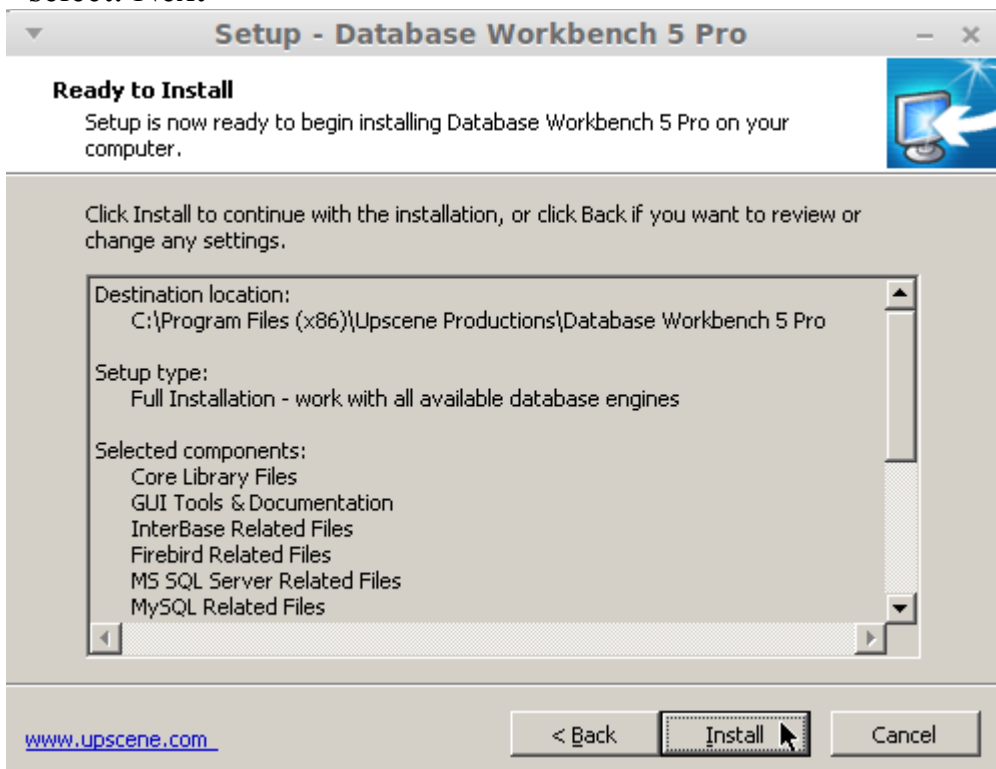 select: Next
Setup - Database Workbench 5 Pro
Ready to Install
Setup is now ready to begin installing Database Workbench 5 Pro on your
computer.
Click Install to continue with the installation, or click Back if you want to review or
change any settings.
Destination location:
C:\Program Files (x86)\Upscene Productions\Database Workbench 5 Pro
Setup type:
Full Installation - work with all available database engines
Selected components:
Core Library Files
GUI Tools & Documentation
InterBase Related Files
Firebird Related Files
MS SQL Server Related Files
MySQL Related Files
www.upscene.com
< Back
Install
Cancel